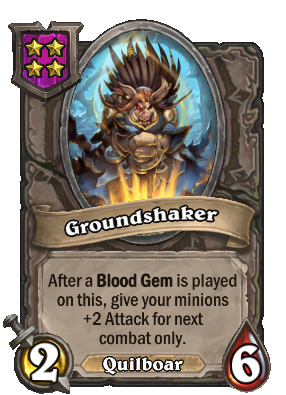 Groundshaker
After a Blood Gem is played
on this, give your minions
+2 Attack for next
combat only.
2
Quilboar
6